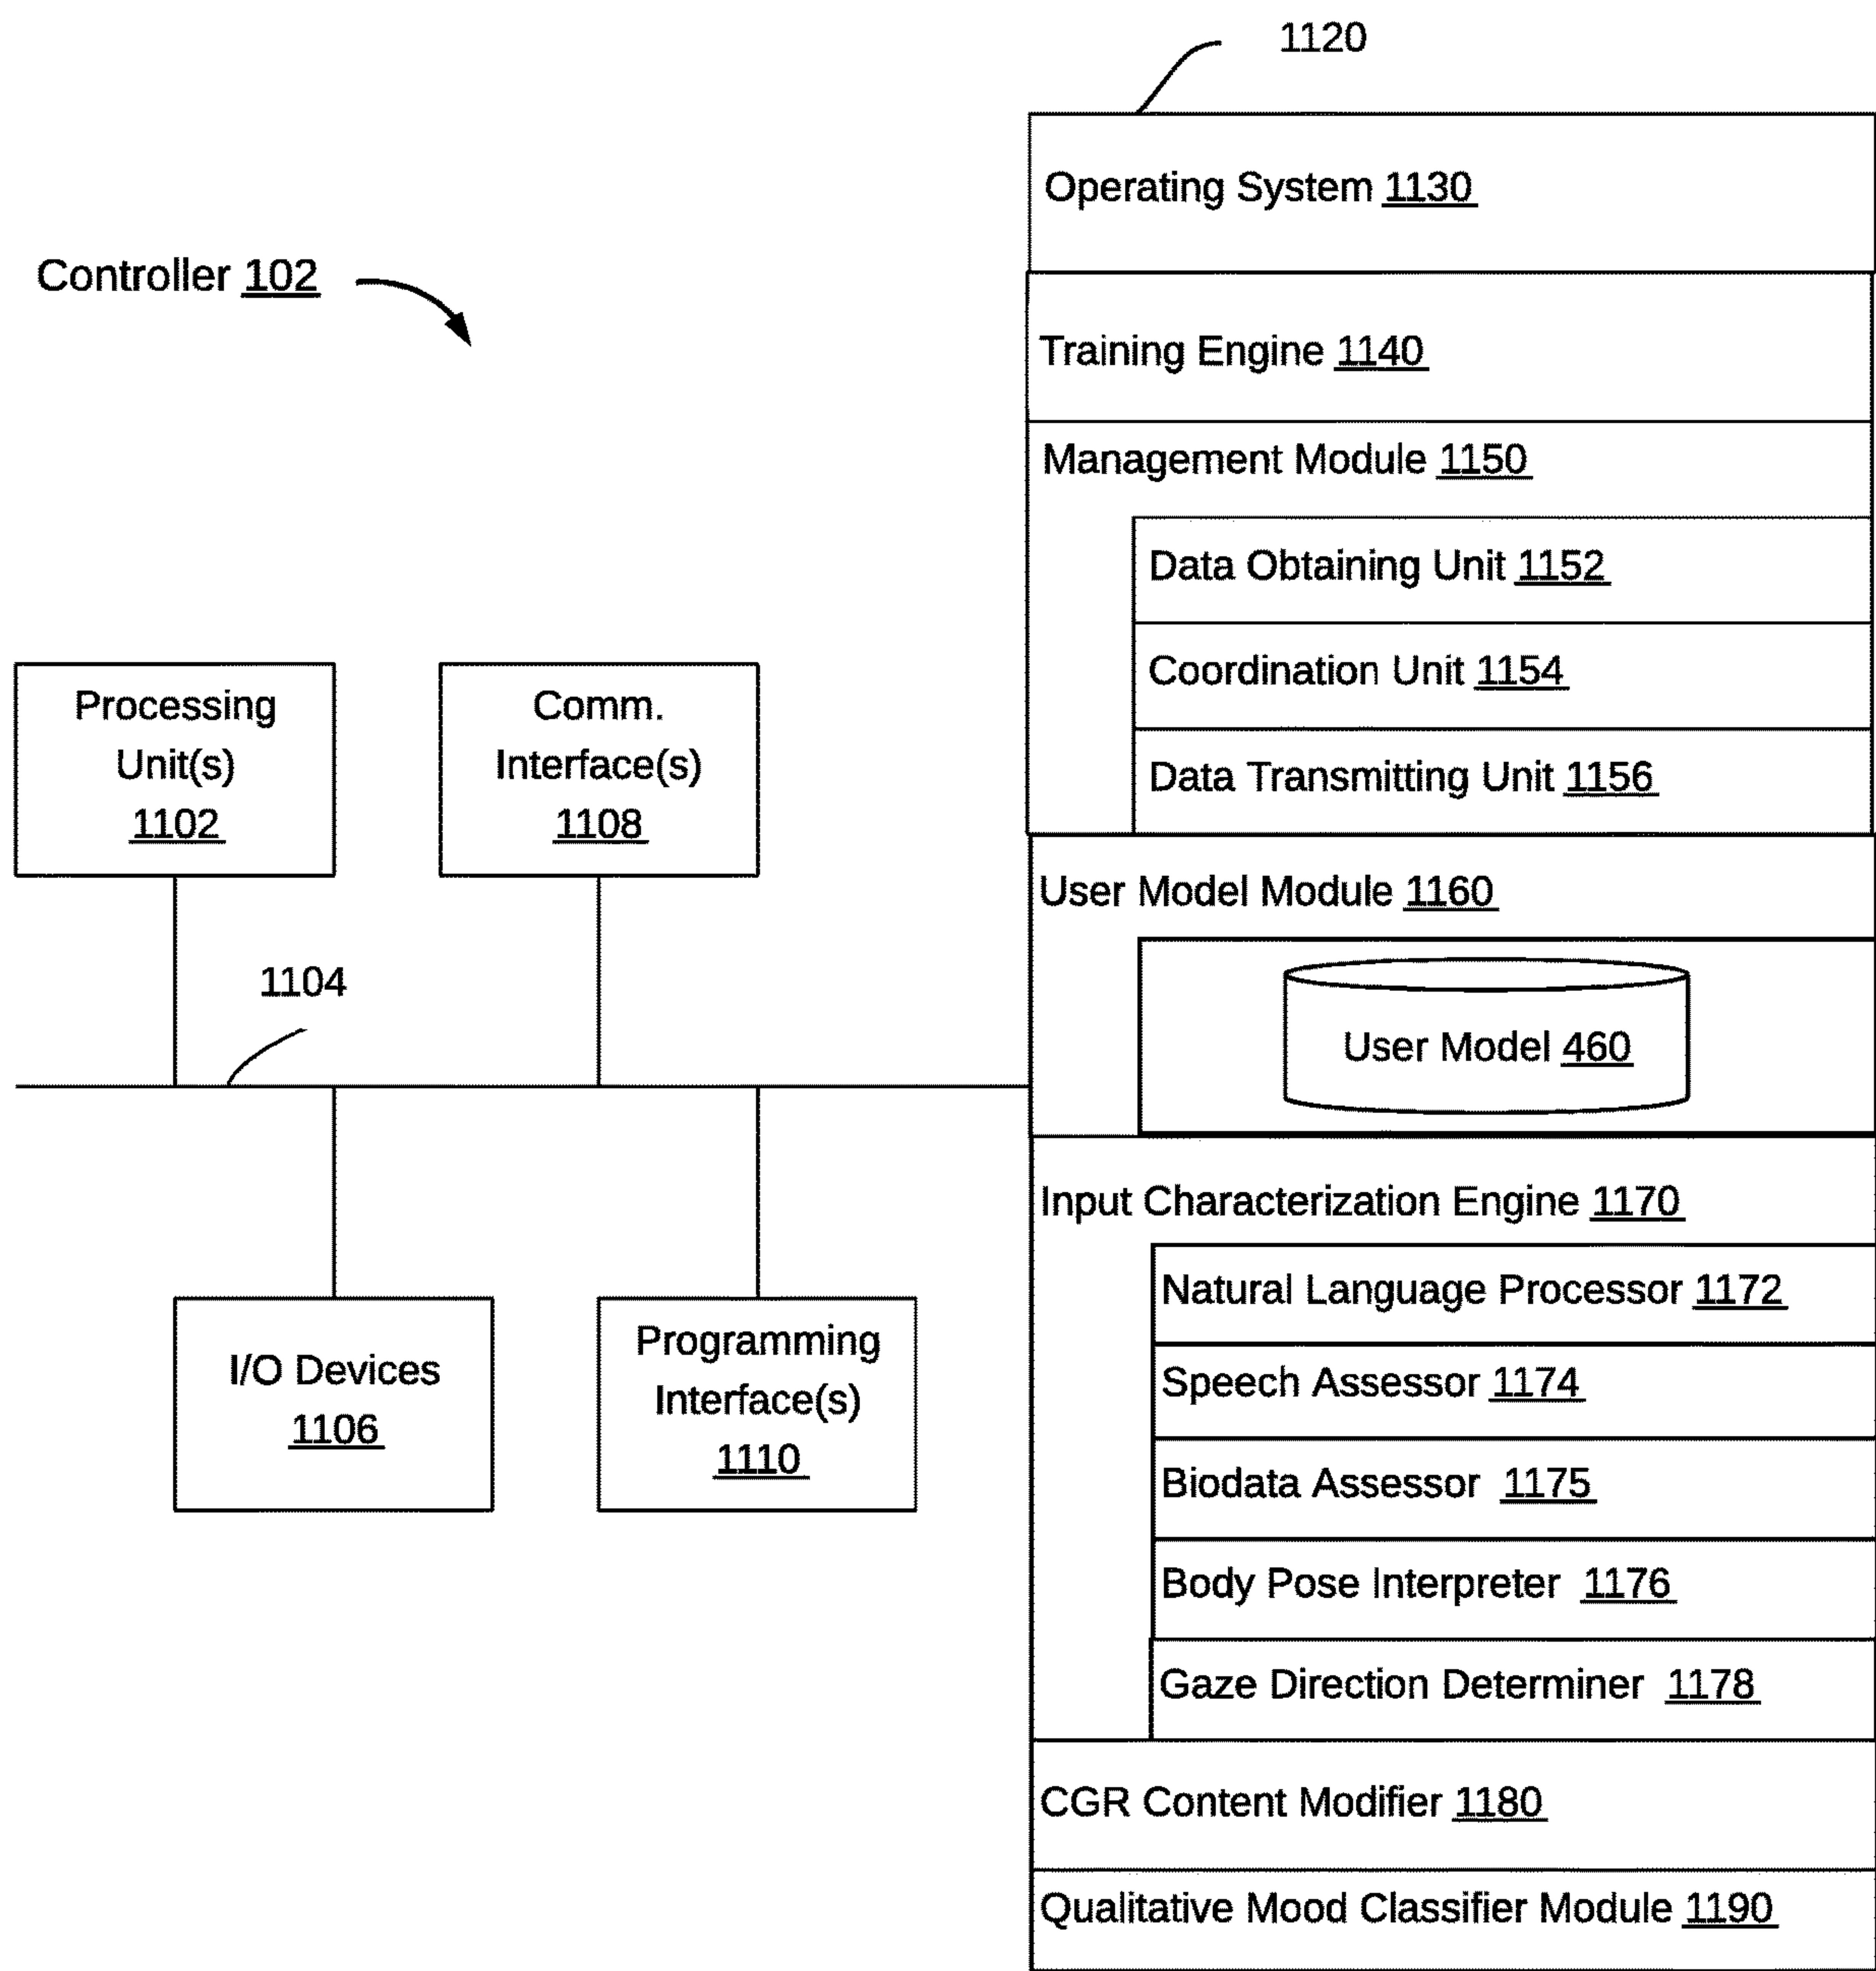 1120
Operating System 1130
Controller 102
Training Engine 1140
Management Module 1150
Data Obtaining Unit 1152
Coordination Unit 1154
Data Transmitting Unit 1156
Processing
Unit(s)
1102
Comm.
Interface(s)
1108
User Model Module 1160
User Model 460
1104
Input Characterization Engine 1170
Natural Language Processor 1172
Speech Assessor 1174
Biodata Assessor 1175
Body Pose Interpreter 1176
Gaze Direction Determiner 1178
I/O Devices
1106
Programming
Interface(s)
1110
CGR Content Modifier 1180
Qualitative Mood Classifier Module 1190